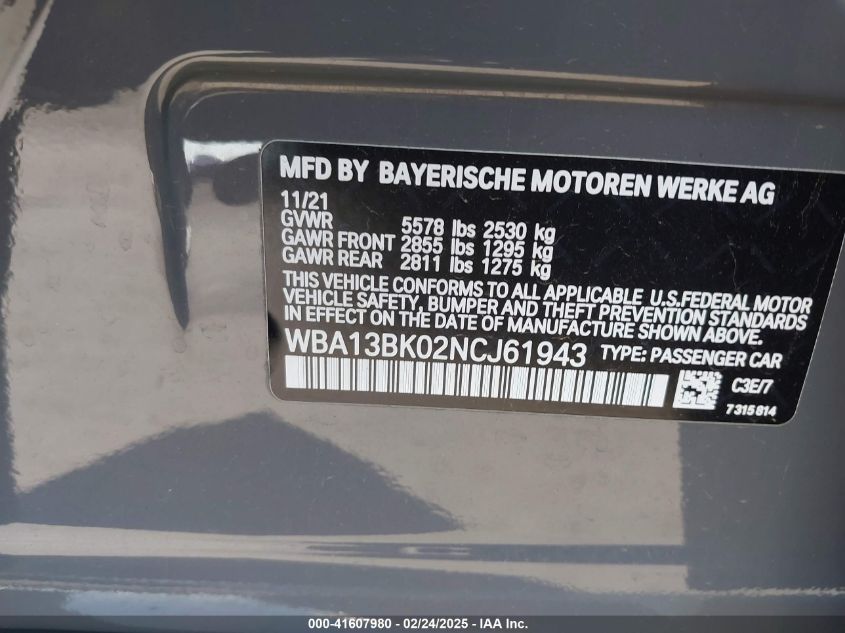 MFD BY BAYERISCHE MOTOREN WERKE AG
11/21
GVWR 5578 lbs 2530 kg
GAWR FRONT 2855 lbs 1295 kg
GAWR REAR 2811 lbs 1275 kg
THIS VEHICLE CONFORMS TO ALL APPLICABLE U.S.FEDERAL MOTOR
VEHICLE SAFETY, BUMPER AND THEFT PREVENTION STANDARDS
IN EFFECT ON THE DATE OF MANUFACTURE SHOWN ABOVE.
WBA13BK02NCJ61943 TYPE: PASSENGER CAR
C3E/7
7315814
000-41607980 - 02/24/2025 - IAA Inc.